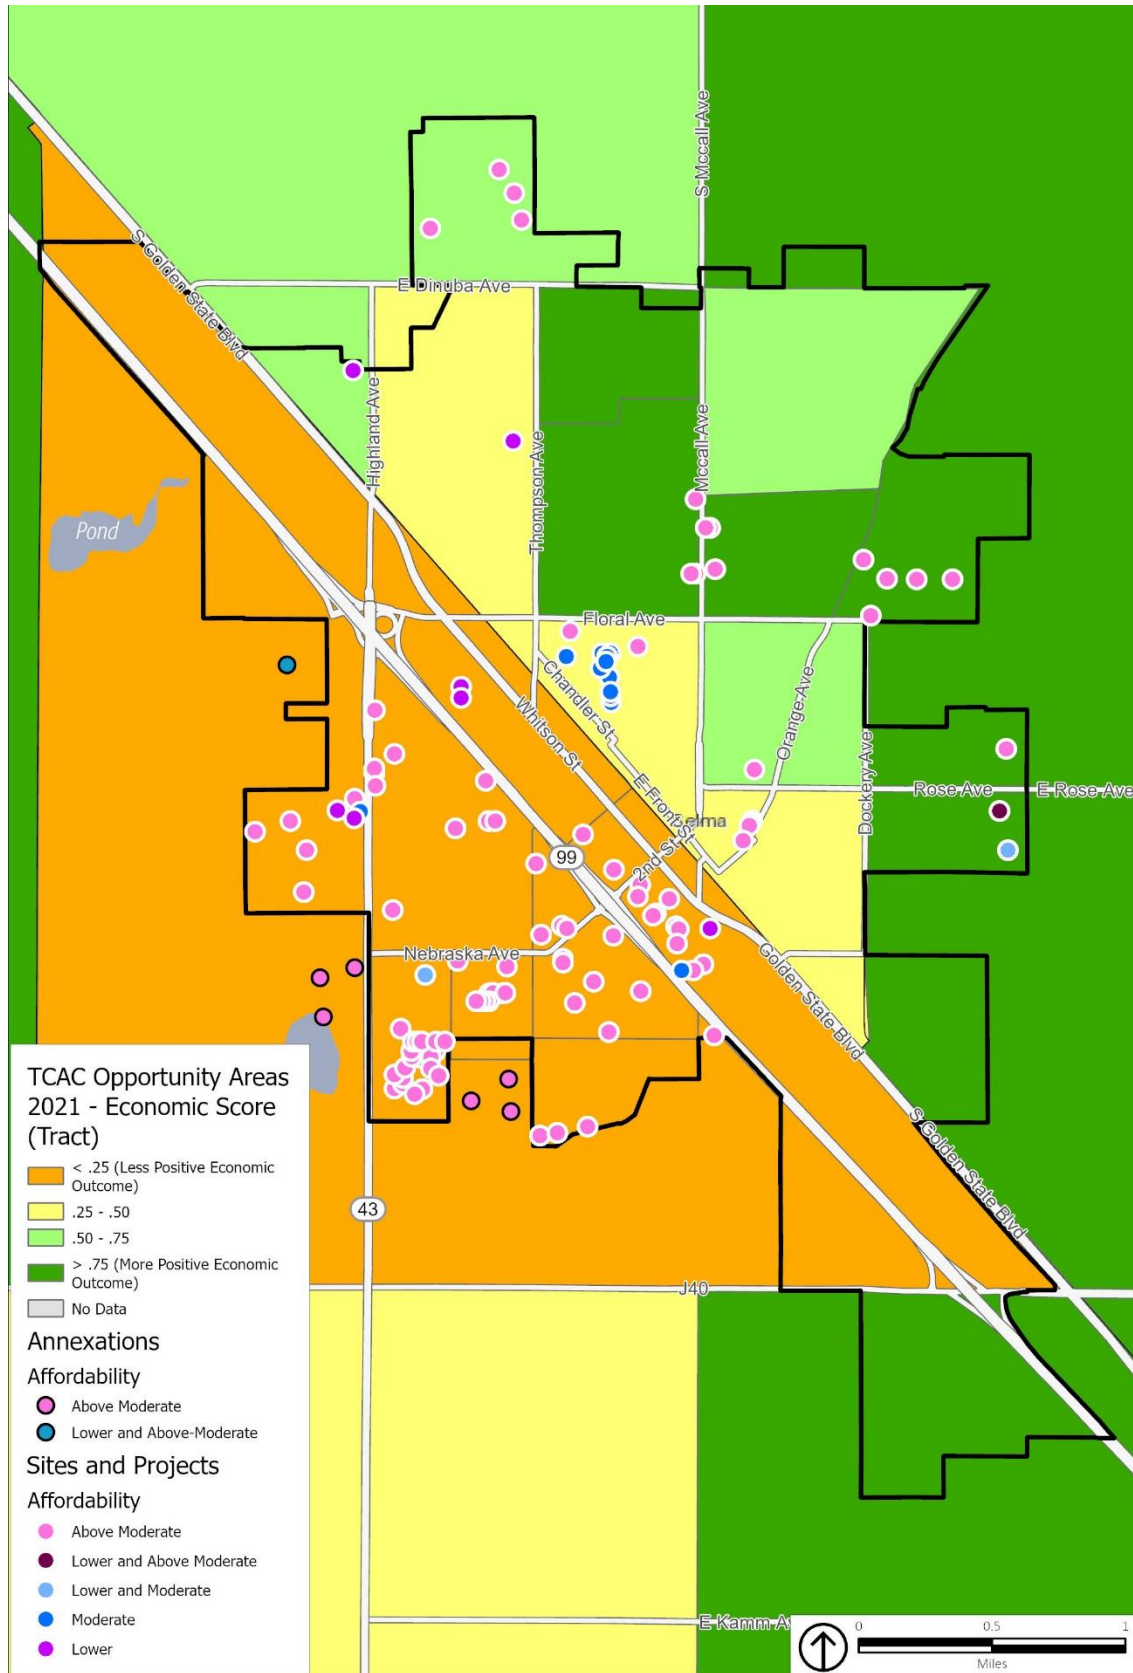 S Mccall Ave
S Golden State Blvd
E Dinuba Ave
Highland Ave
Thompson Ave
Mccall Ave
Pond
Floral Ave
Chandler St
Whitson St
Orange Ave
Dockery Ave
E Front St
Rose Ave
E Rose Ave
Selma
2nd St
99
Nebraska Ave
Golden State Blvd
S Golden State Blvd
43
J40
E Kamm Av
TCAC Opportunity Areas
2021 - Economic Score
(Tract)
< .25 (Less Positive Economic
Outcome)
.25 - .50
.50 - .75
> .75 (More Positive Economic
Outcome)
No Data
Annexations
Affordability
Above Moderate
Lower and Above-Moderate
Sites and Projects
Affordability
Above Moderate
Lower and Above Moderate
Lower and Moderate
Moderate
Lower
0 0.5 1
Miles